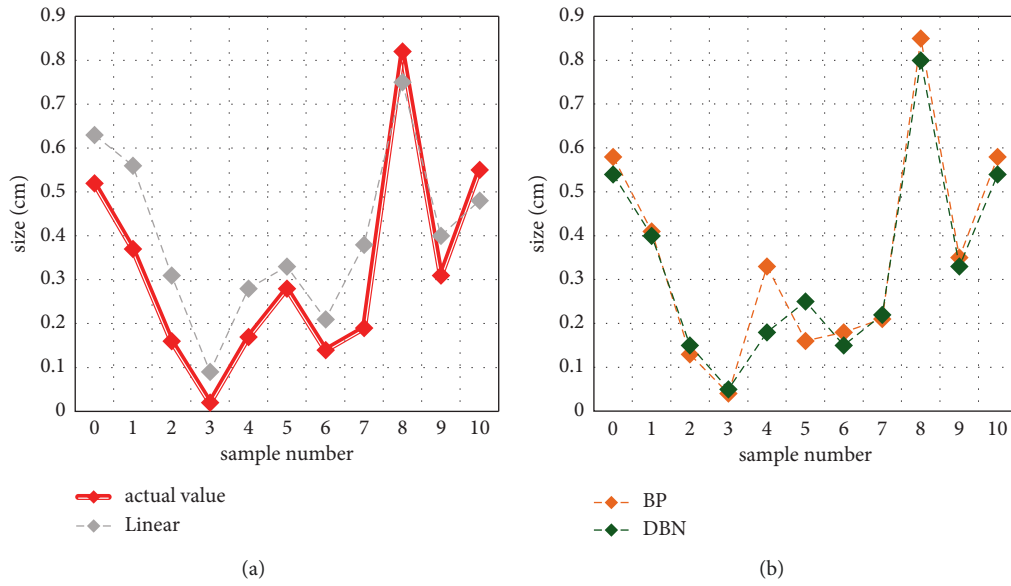 0.9
0.8
0.7
0.6
0.5
0.4
0.3
0.2
0.1
0
size (cm)
0 1 2 3 4 5 6 7 8 9 10
sample number
actual value
Linear
(a)
0.9
0.8
0.7
0.6
0.5
0.4
0.3
0.2
0.1
0
size (cm)
0 1 2 3 4 5 6 7 8 9 10
sample number
BP
DBN
(b)